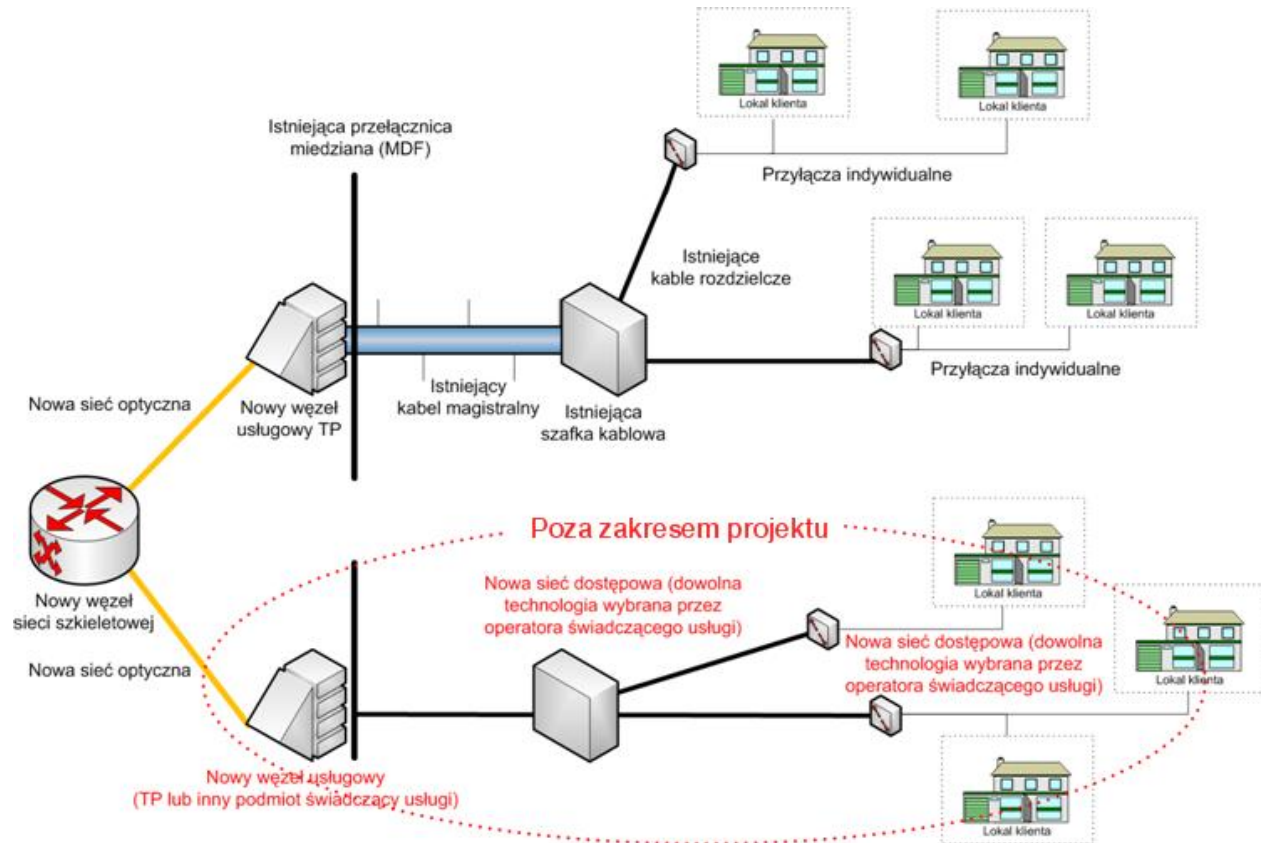 Lokal klienta
Lokal klienta
Istniejąca przełącznica
miedziana (MDF)
Przyłącza indywidualne
Istniejące
kable rozdzielcze
Lokal klienta
Lokal klienta
Przyłącza indywidualne
Nowa sieć optyczna
Nowy węzeł
usługowy TP
Istniejący
kabel magistralny
Istniejąca
szafka kablowa
Poza zakresem projektu
Nowy węzeł
sieci szkieletowej
Nowa sieć optyczna
Nowa sieć dostępowa (dowolna
technologia wybrana przez
operatora świadczącego usługi)
Lokal klienta
Nowa sieć dostępowa (dowolna
technologia wybrana przez
operatora świadczącego usługi)
Lokal klienta
Nowy węzeł usługowy
(TP lub inny podmiot świadczący usługi)
Lokal klienta